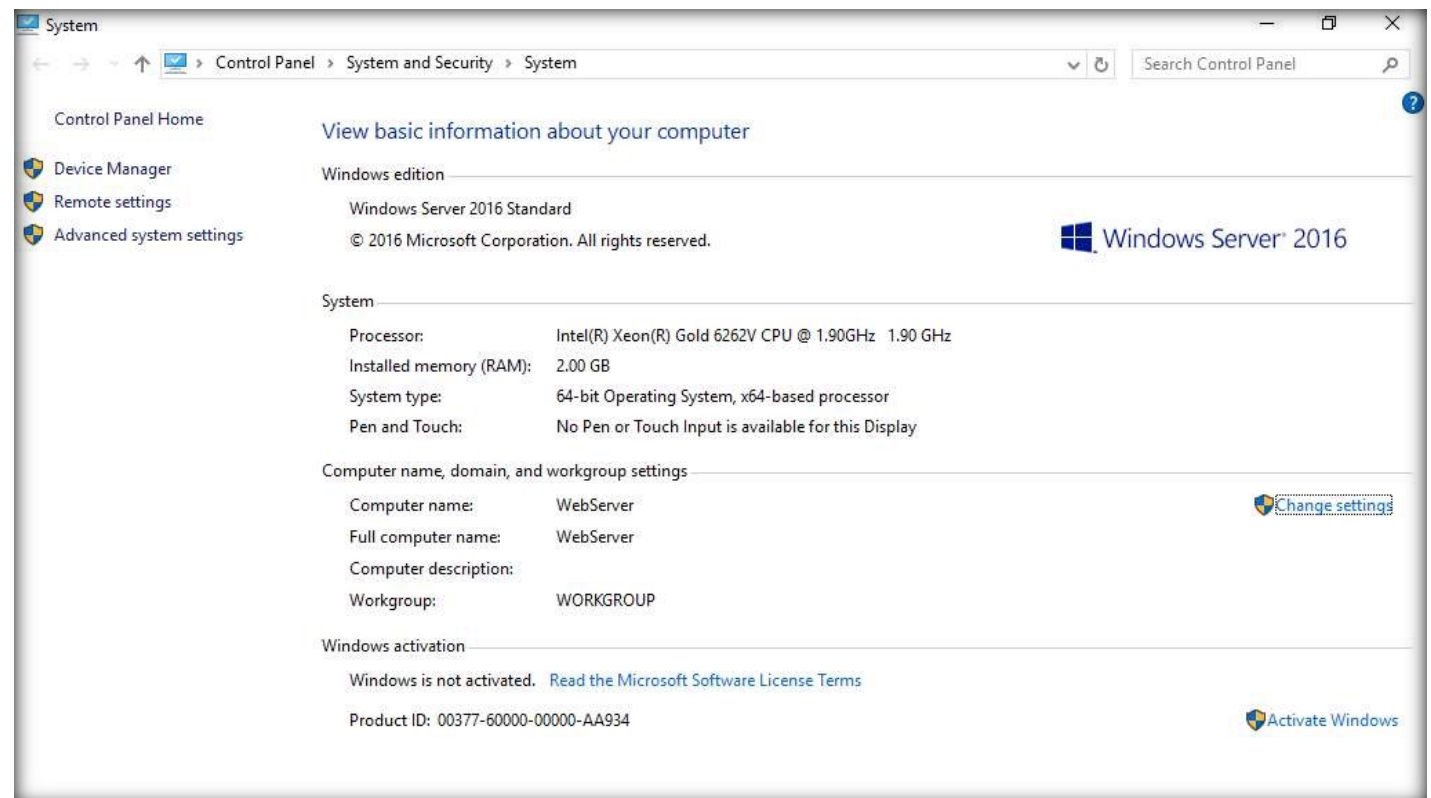 System
Control Panel › System and Security › System
Search Control Panel
Control Panel Home
Device Manager
Remote settings
Advanced system settings
View basic information about your computer
Windows edition
Windows Server 2016 Standard
© 2016 Microsoft Corporation. All rights reserved.
Windows Server® 2016
System
Processor: Intel(R) Xeon(R) Gold 6262V CPU @ 1.90GHz 1.90 GHz
Installed memory (RAM): 2.00 GB
System type: 64-bit Operating System, x64-based processor
Pen and Touch: No Pen or Touch Input is available for this Display
Computer name, domain, and workgroup settings
Computer name: WebServer
Change settings
Full computer name: WebServer
Computer description:
Workgroup: WORKGROUP
Windows activation
Windows is not activated. Read the Microsoft Software License Terms
Product ID: 00377-60000-00000-AA934
Activate Windows